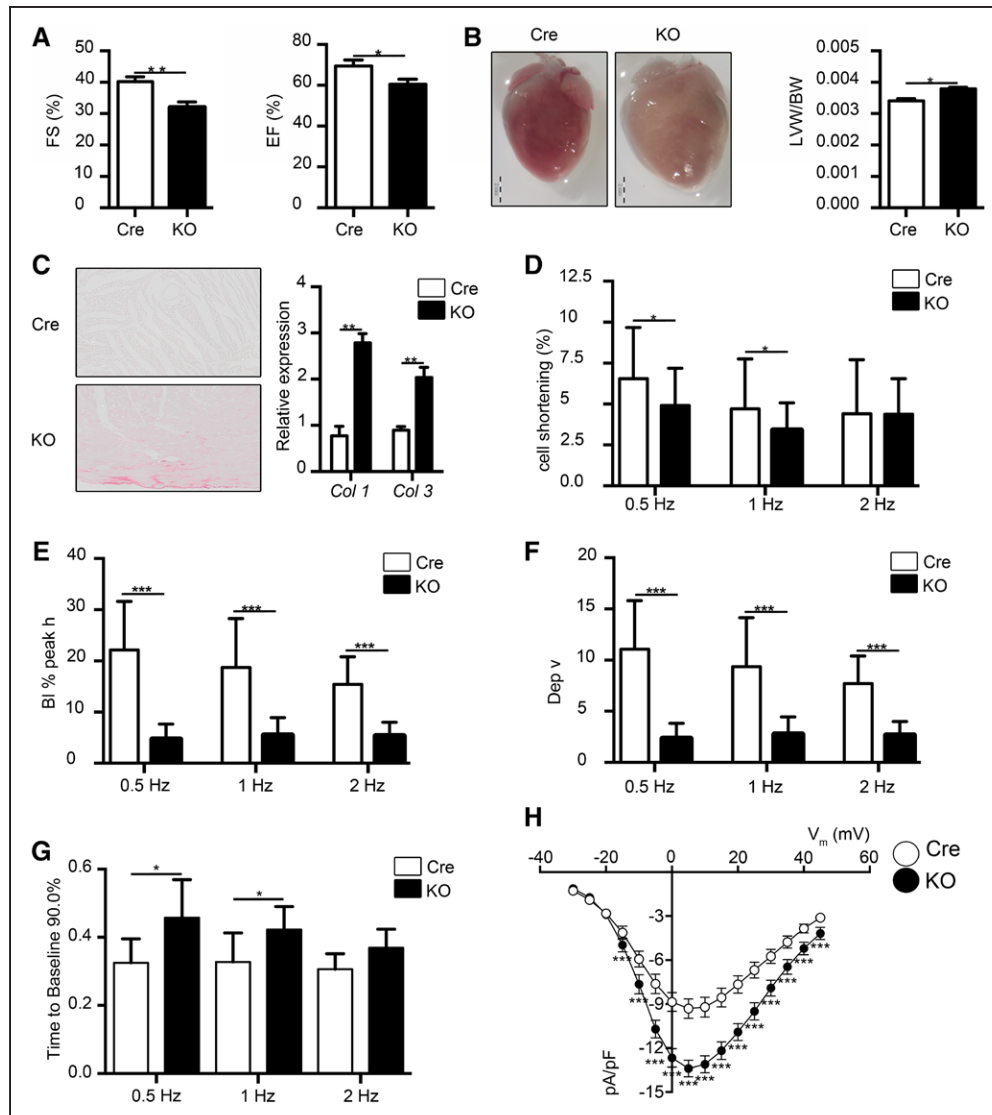 A
FS (%)
50
40
30
20
10
0
**
Cre
KO
EF (%)
80
60
40
20
0
*
Cre
KO
B
Cre
KO
LVW/BW
0.005
0.004
0.003
0.002
0.001
0.000
*
Cre
KO
C
Cre
KO
Relative expression
4
3
2
1
0
**
**
Col 1
Col 3
Cre
KO
D
cell shortening (%)
12.5
7.5
5.0
2.5
0.0
*
*
0.5 Hz
1 Hz
2 Hz
Cre
KO
E
Bl % peak h
40
30
20
10
0
***
***
***
0.5 Hz
1 Hz
2 Hz
Cre
KO
F
Dep v
20
15
10
5
0
***
***
***
0.5 Hz
1 Hz
2 Hz
Cre
KO
G
Time to Baseline 90.0%
0.6
0.4
0.2
0.0
*
*
0.5 Hz
1 Hz
2 Hz
Cre
KO
H
Vm (mV)
-40
-20
0
20
40
60
-3
-6
-9
-12
-15
pA/pF
***
***
***
***
***
***
***
***
***
***
***
***
***
Cre
KO